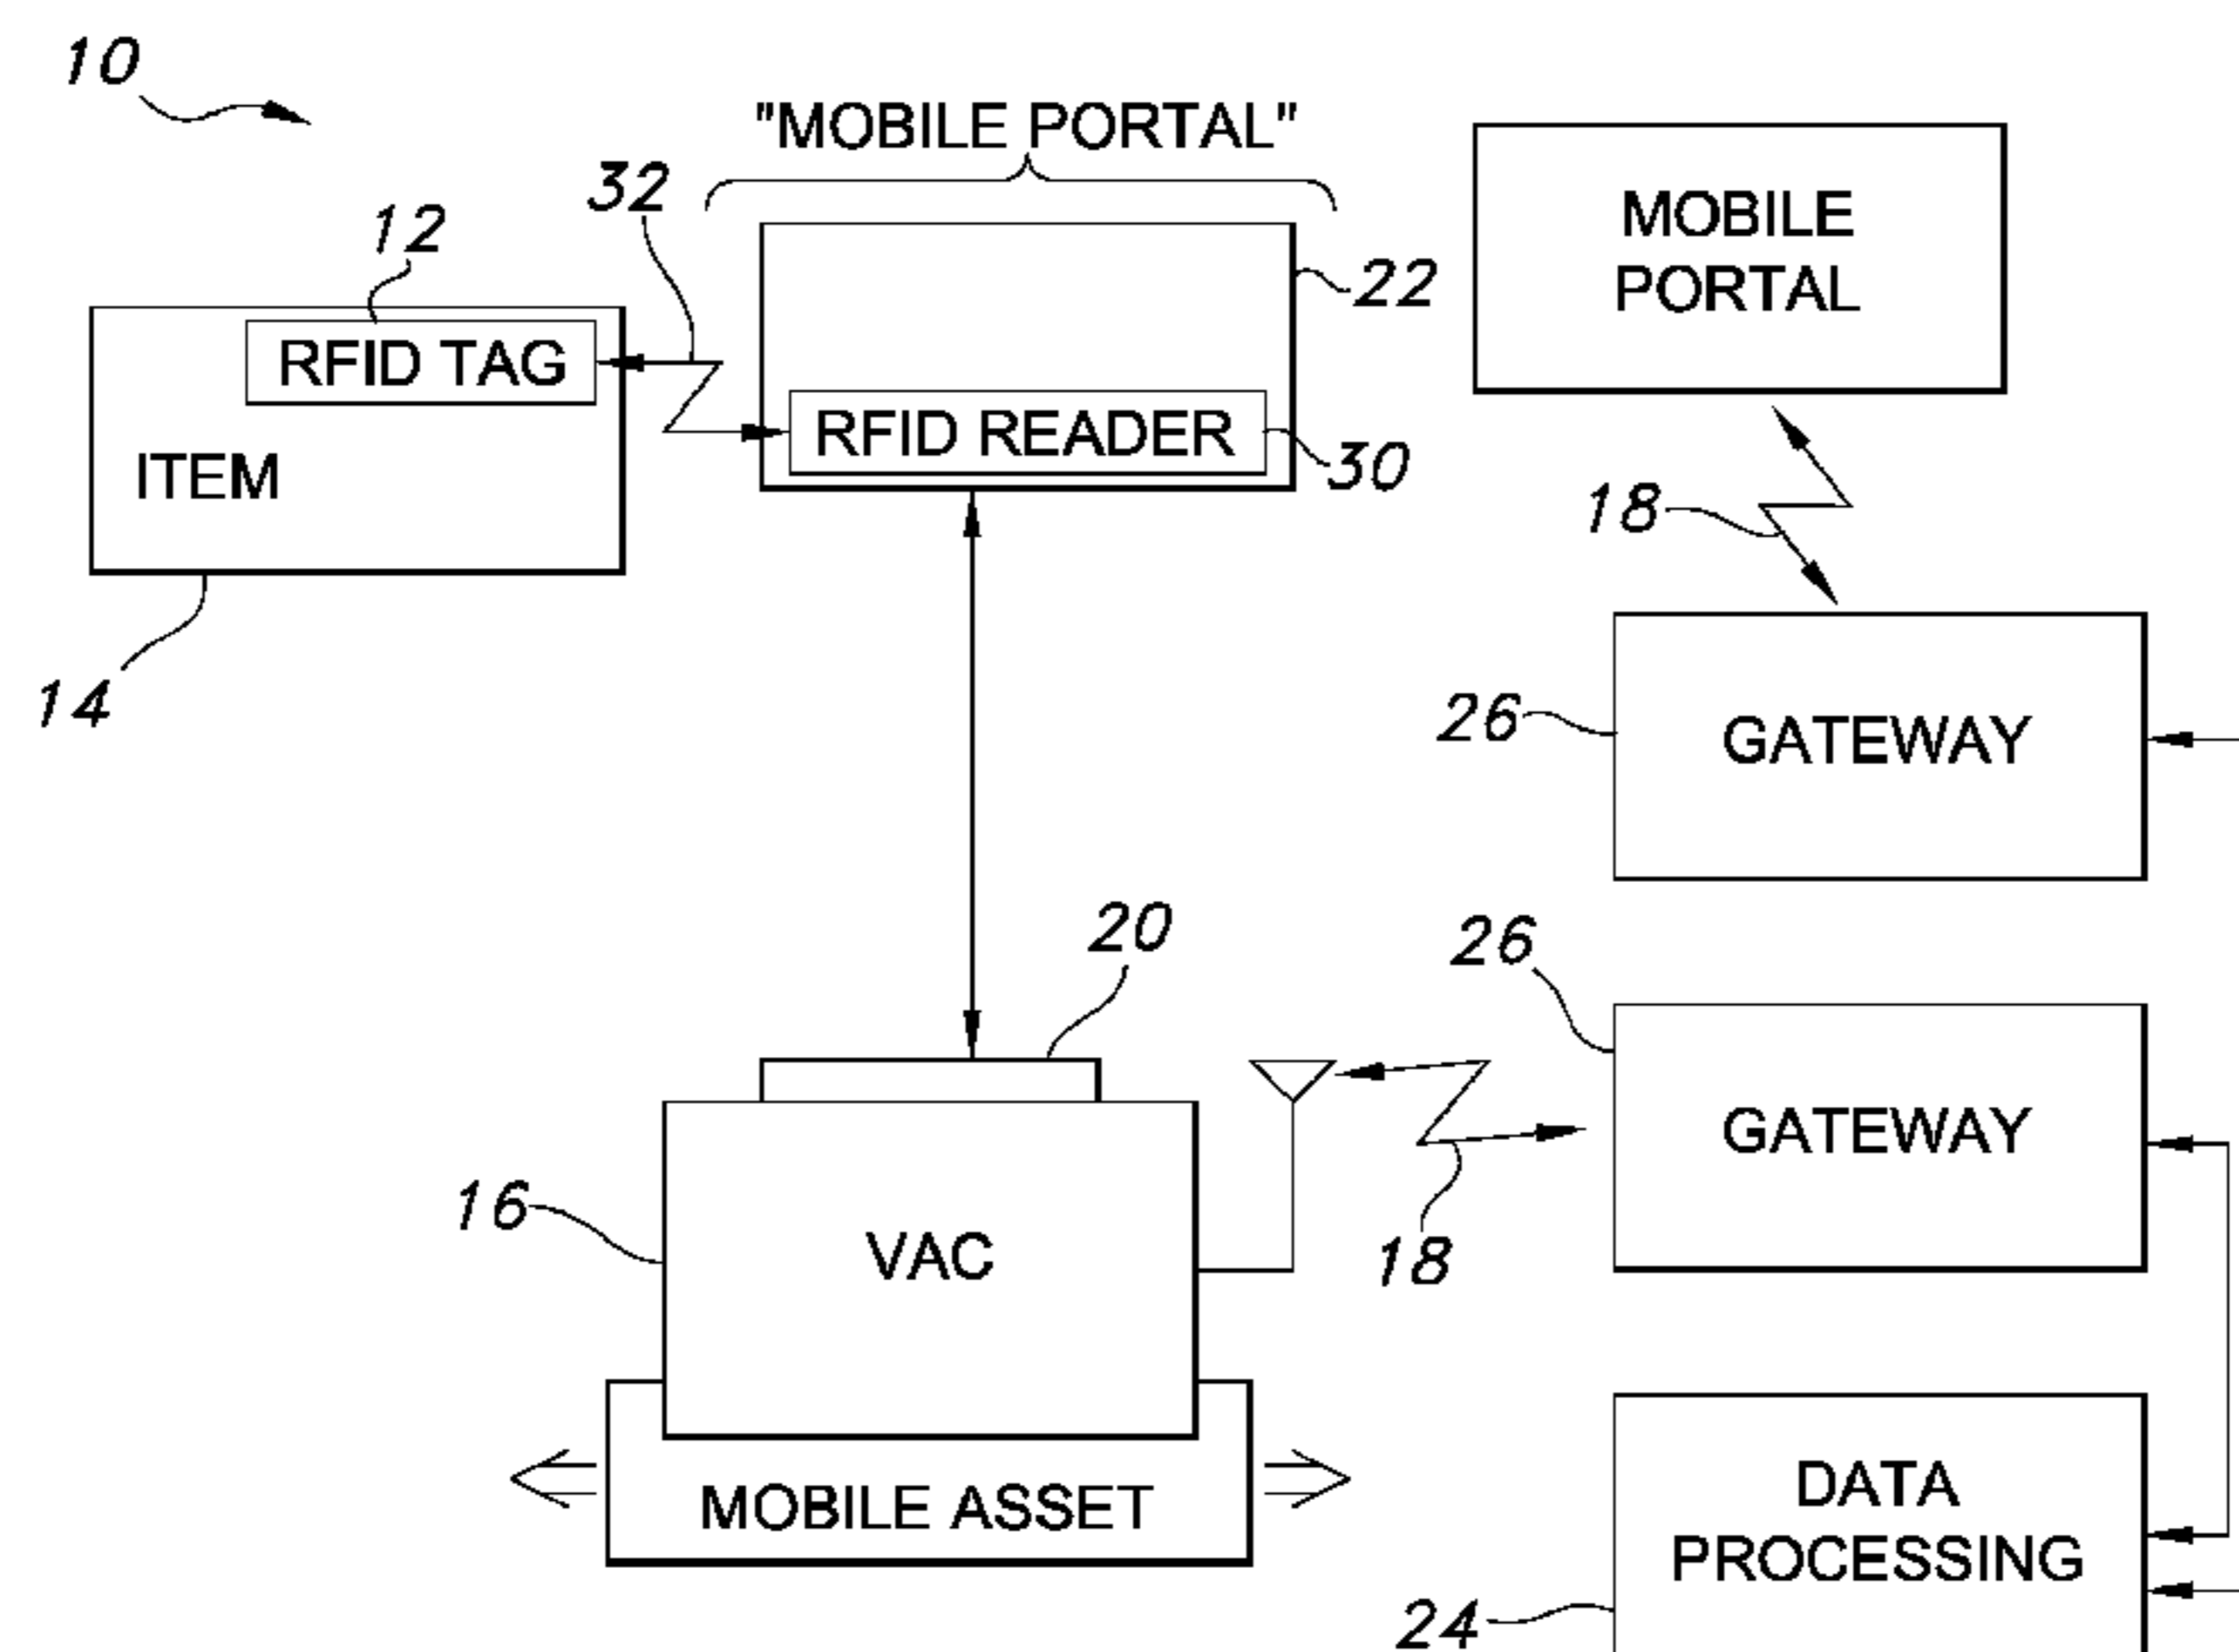 10
"MOBILE PORTAL"
32
12
22
MOBILE
PORTAL
RFID TAG
RFID READER
30
ITEM
18
14
26
GATEWAY
20
26
GATEWAY
16
VAC
18
MOBILE ASSET
DATA
PROCESSING
24